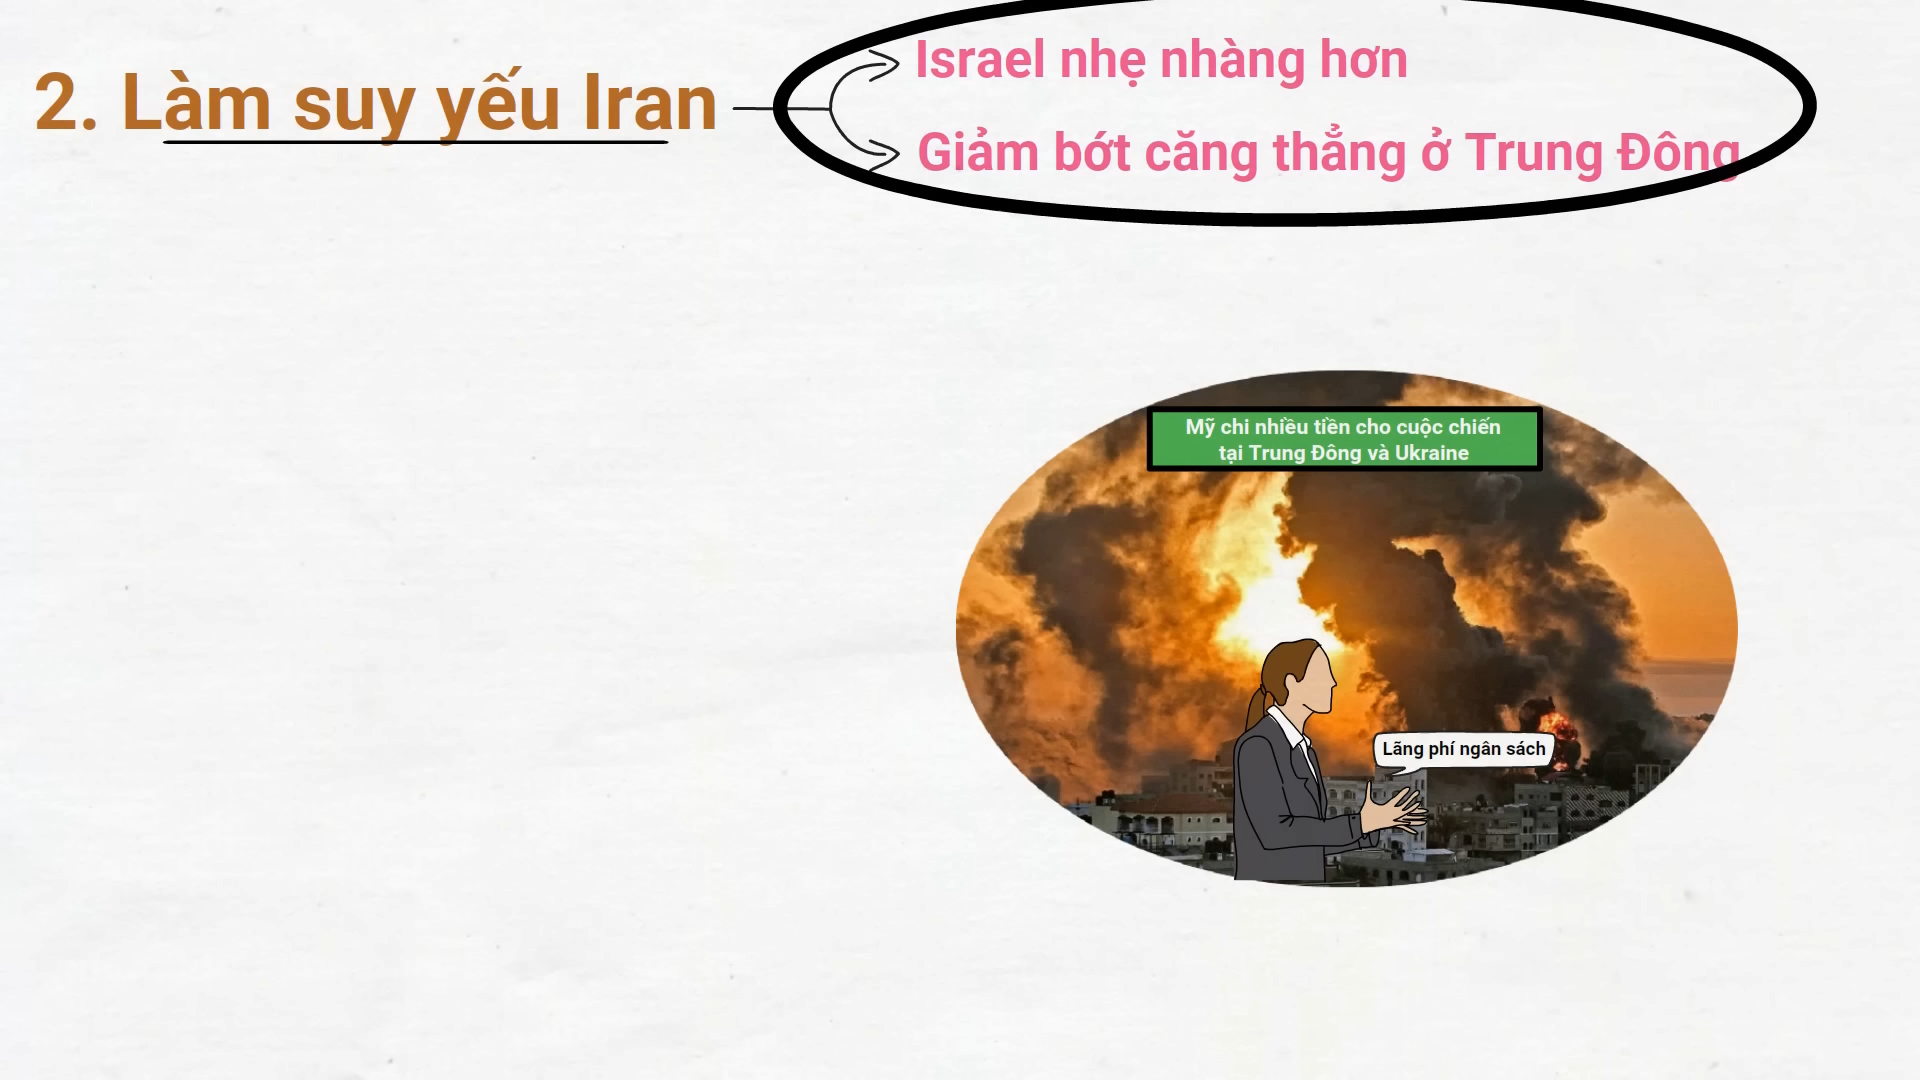 2. Làm suy yếu Iran
Israel nhẹ nhàng hơn
Giảm bớt căng thẳng ở Trung Đông
Mỹ chi nhiều tiền cho cuộc chiến
tại Trung Đông và Ukraine
Lãng phí ngân sách